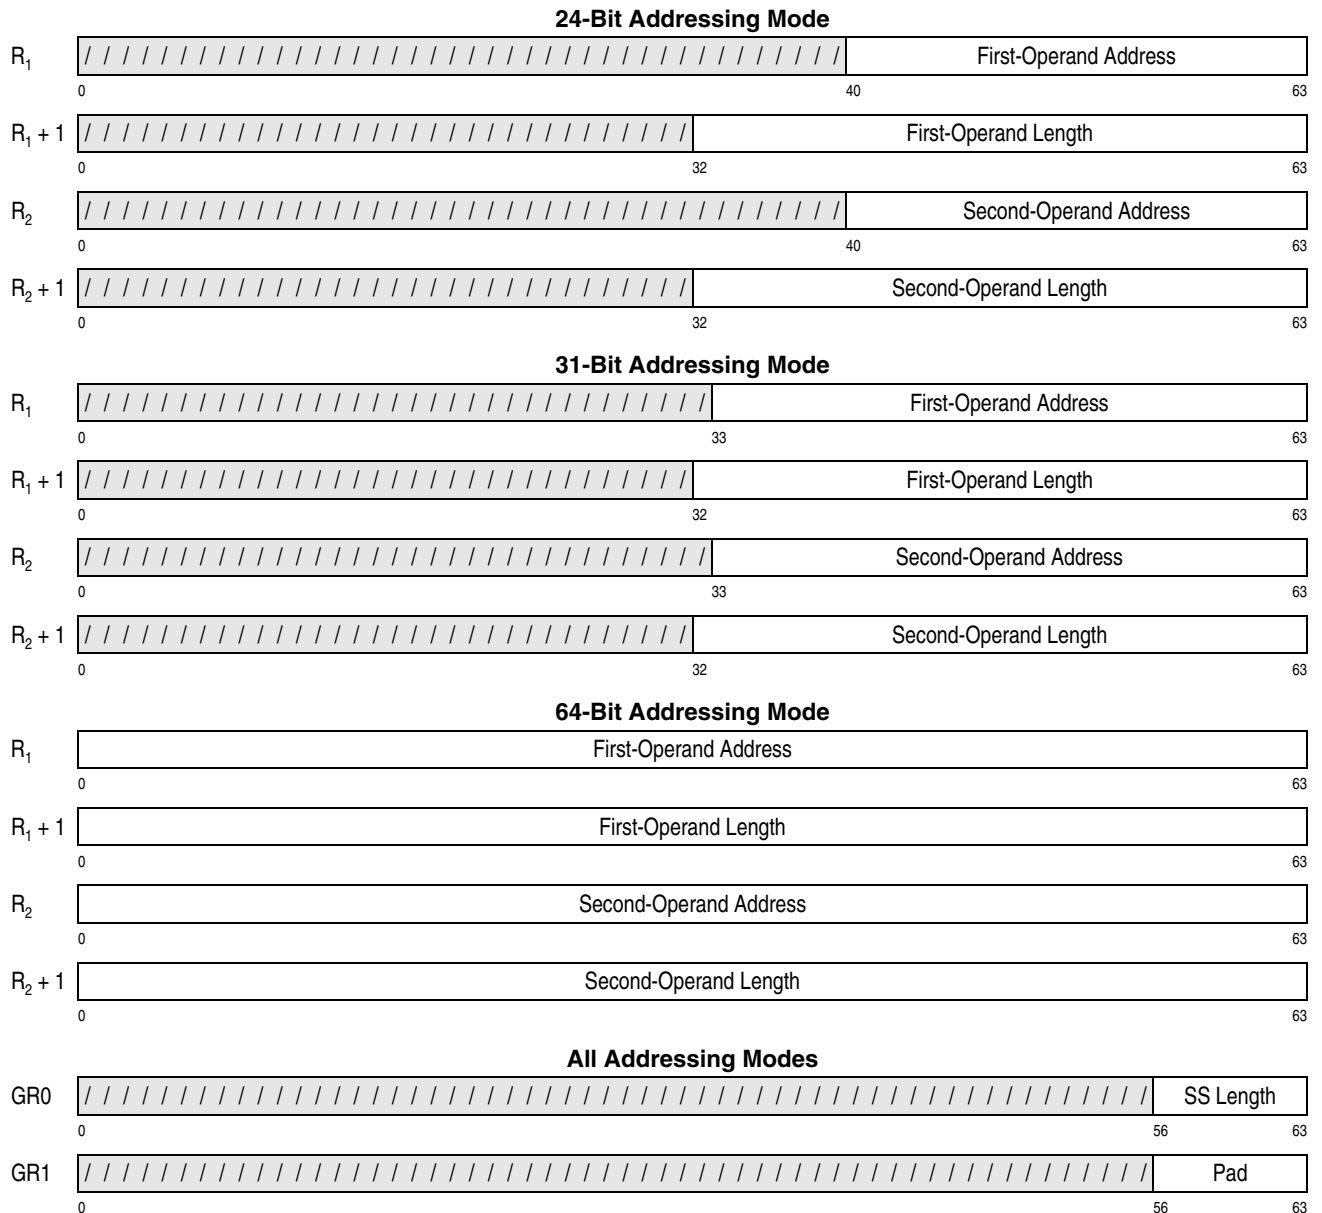 24-Bit Addressing Mode
R₁ / / / / / / / / / / / / / / / / / / / / / / / / / / / / / / / / / / / / / / / / First-Operand Address
0 40 63
R₁ + 1 / / / / / / / / / / / / / / / / / / / / / / / / / / / / / / / / First-Operand Length
0 32 63
R₂ / / / / / / / / / / / / / / / / / / / / / / / / / / / / / / / / / / / / / / / / Second-Operand Address
0 40 63
R₂ + 1 / / / / / / / / / / / / / / / / / / / / / / / / / / / / / / / / Second-Operand Length
0 32 63
31-Bit Addressing Mode
R₁ / / / / / / / / / / / / / / / / / / / / / / / / / / / / / / / / / First-Operand Address
0 33 63
R₁ + 1 / / / / / / / / / / / / / / / / / / / / / / / / / / / / / / / / First-Operand Length
0 32 63
R₂ / / / / / / / / / / / / / / / / / / / / / / / / / / / / / / / / / Second-Operand Address
0 33 63
R₂ + 1 / / / / / / / / / / / / / / / / / / / / / / / / / / / / / / / / Second-Operand Length
0 32 63
64-Bit Addressing Mode
R₁ First-Operand Address
0 63
R₁ + 1 First-Operand Length
0 63
R₂ Second-Operand Address
0 63
R₂ + 1 Second-Operand Length
0 63
All Addressing Modes
GR0 / / / / / / / / / / / / / / / / / / / / / / / / / / / / / / / / / / / / / / / / / / / / / / / / / / / / / / / / SS Length
0 56 63
GR1 / / / / / / / / / / / / / / / / / / / / / / / / / / / / / / / / / / / / / / / / / / / / / / / / / / / / / / / / Pad
0 56 63